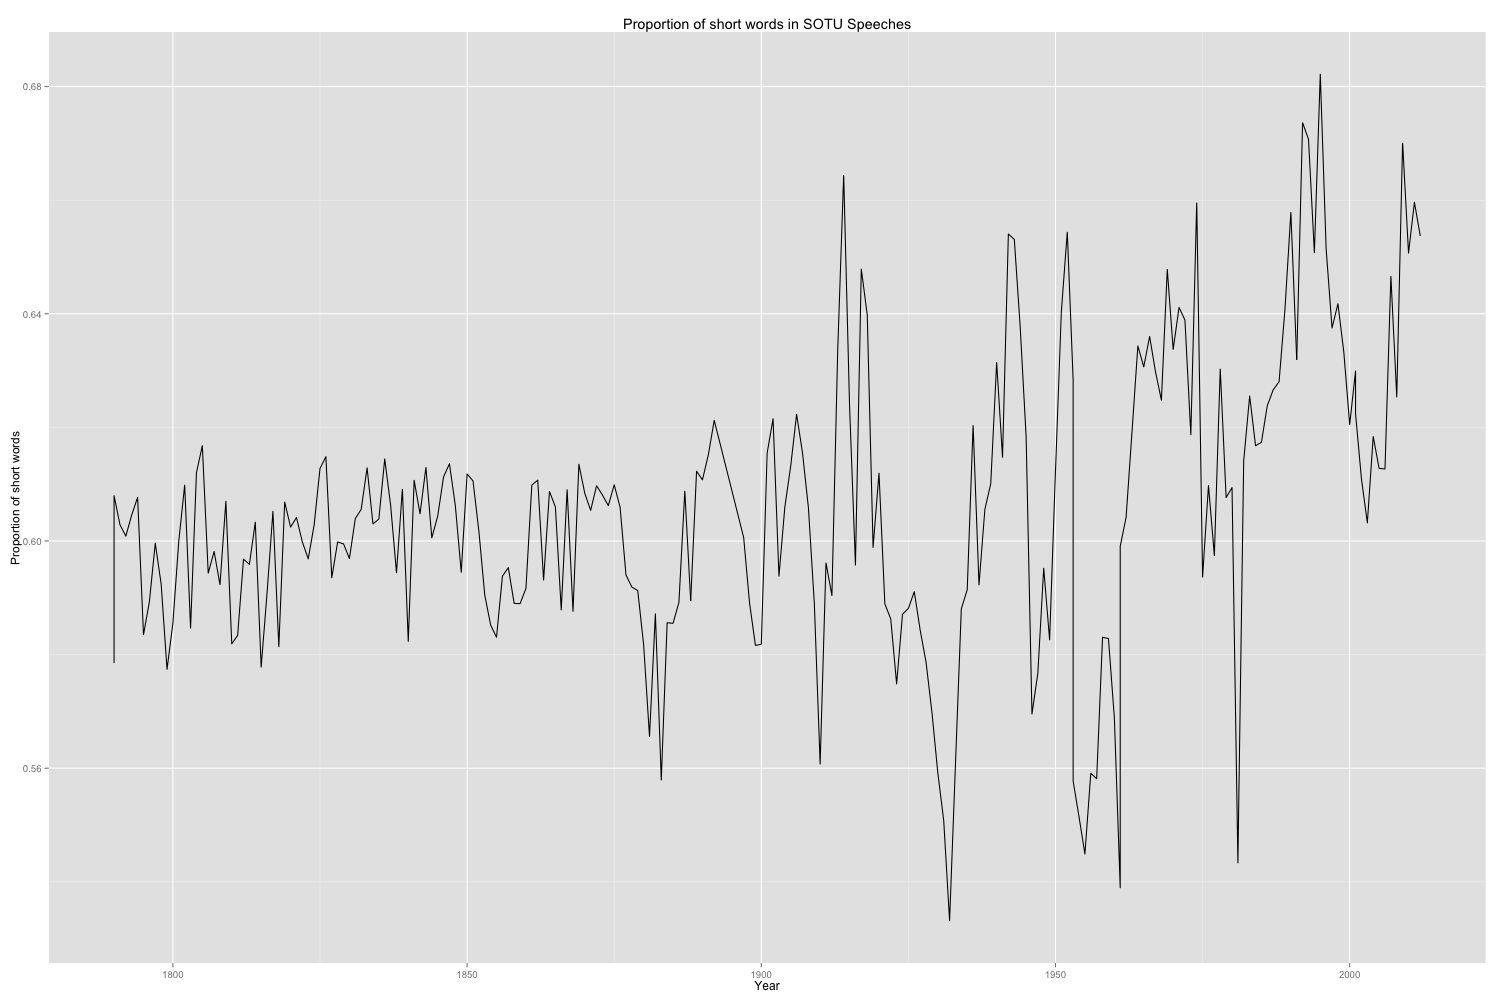 Proportion of short words in SOTU Speeches
0.68
0.64
0.60
0.56
Proportion of short words
1800 1850 1900 1950 2000
Year